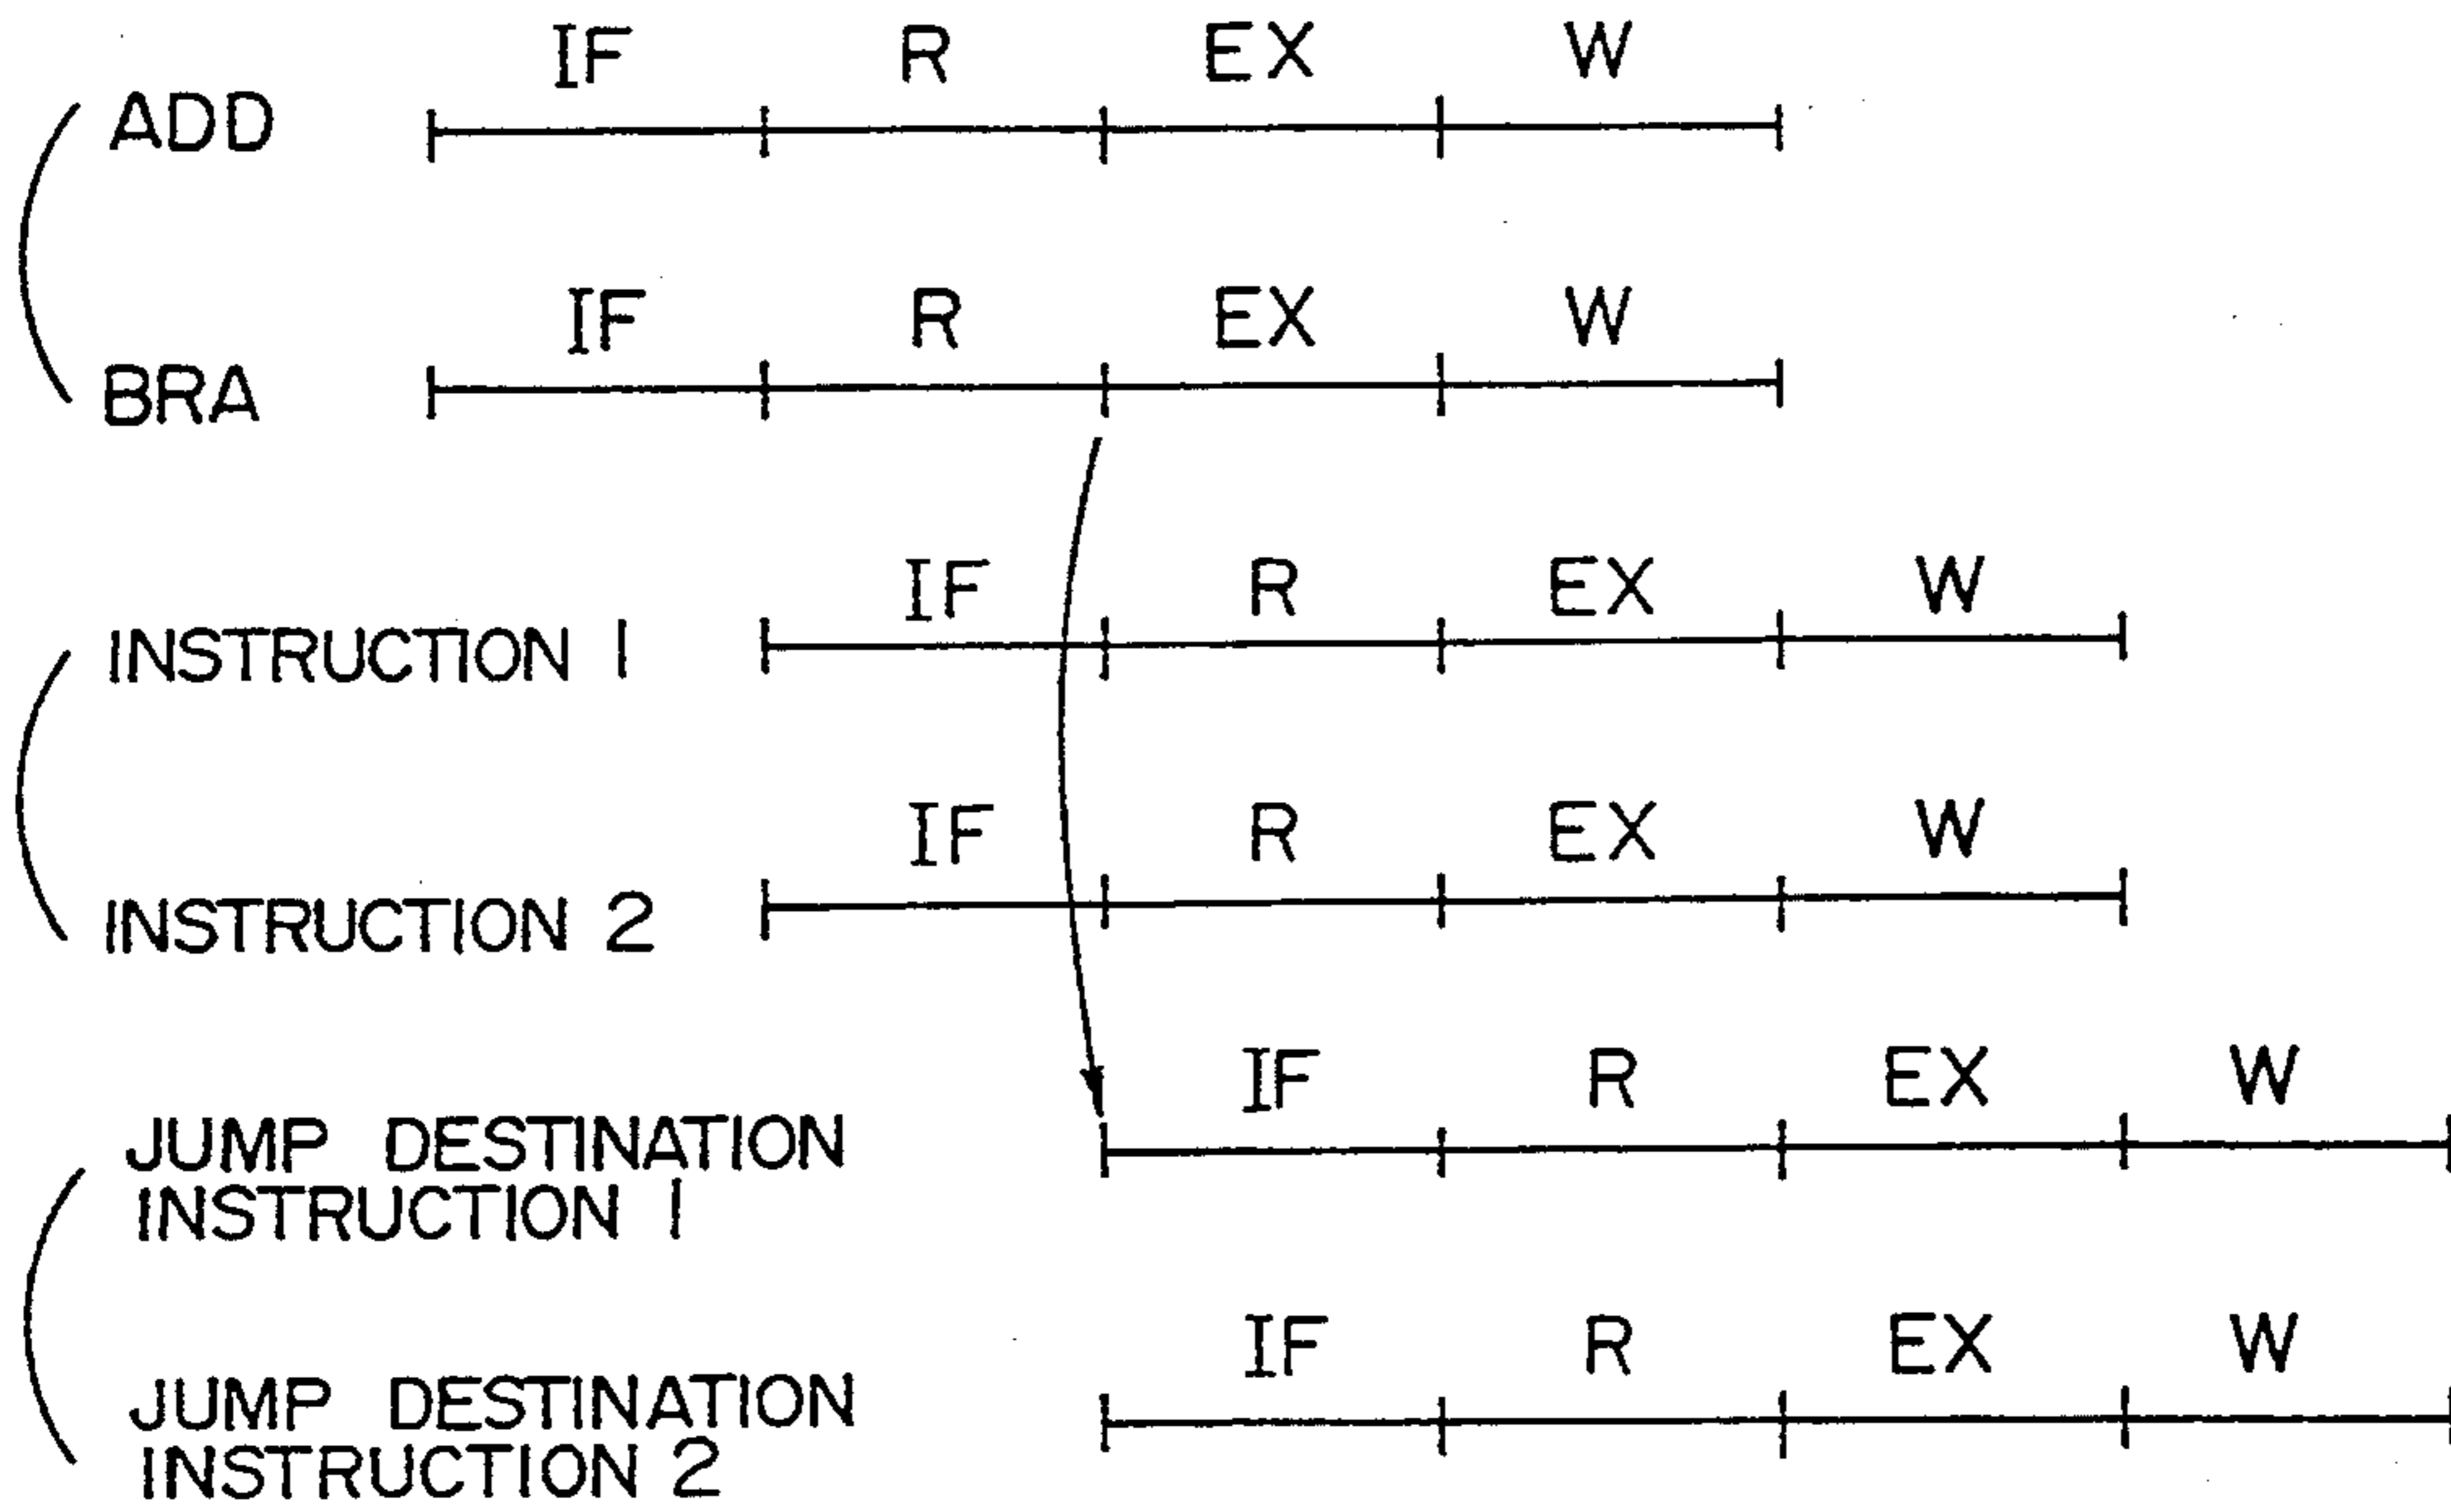 IF R EX W
ADD
IF R EX W
BRA
IF R EX W
INSTRUCTION 1
IF R EX W
INSTRUCTION 2
IF R EX W
JUMP DESTINATION
INSTRUCTION 1
IF R EX W
JUMP DESTINATION
INSTRUCTION 2